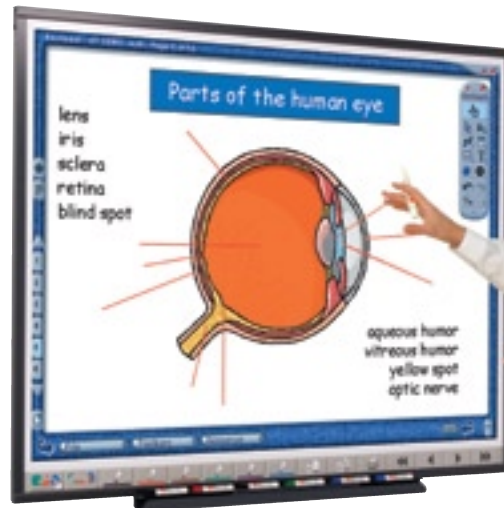 Parts of the human eye
lens
iris
sclera
retina
blind spot
aqueous humor
vitreous humor
yellow spot
optic nerve